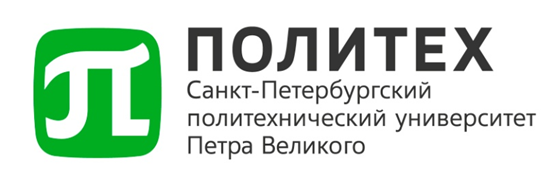 П
ПОЛИТЕХ
Санкт-Петербургский
политехнический университет
Петра Великого